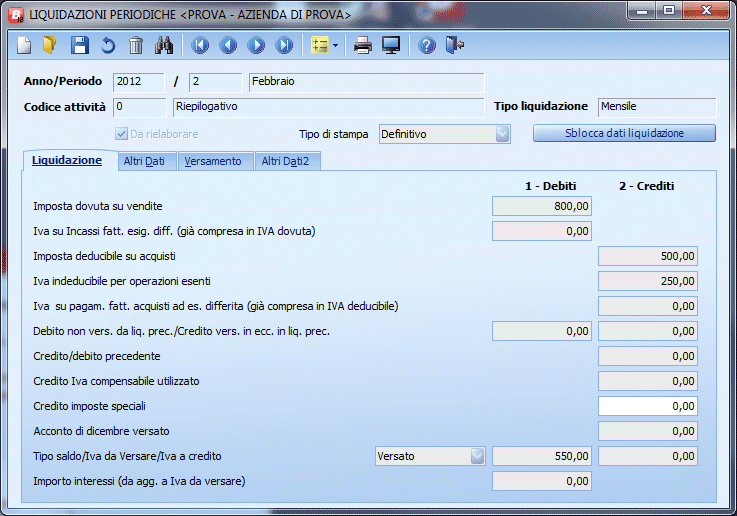 LIQUIDAZIONI PERIODICHE <PROVA - AZIENDA DI PROVA>
Anno/Periodo 2012 / 2 Febbraio
Codice attività 0 Riepilogativo Tipo liquidazione Mensile
Da rielaborare Tipo di stampa Definitivo Sblocca dati liquidazione
Liquidazione Altri Dati Versamento Altri Dati2
1 - Debiti 2 - Crediti
Imposta dovuta su vendite 800,00
Iva su Incassi fatt. esig. diff. (già compresa in IVA dovuta) 0,00
Imposta deducibile su acquisti 500,00
Iva indeducibile per operazioni esenti 250,00
Iva su pagam. fatt. acquisti ad es. differita (già compresa in IVA deducibile) 0,00
Debito non vers. da liq. prec./Credito vers. in ecc. in liq. prec. 0,00 0,00
Credito/debito precedente 0,00
Credito Iva compensabile utilizzato 0,00
Credito imposte speciali 0,00
Acconto di dicembre versato 0,00
Tipo saldo/Iva da Versare/Iva a credito Versato 550,00 0,00
Importo interessi (da agg. a Iva da versare) 0,00